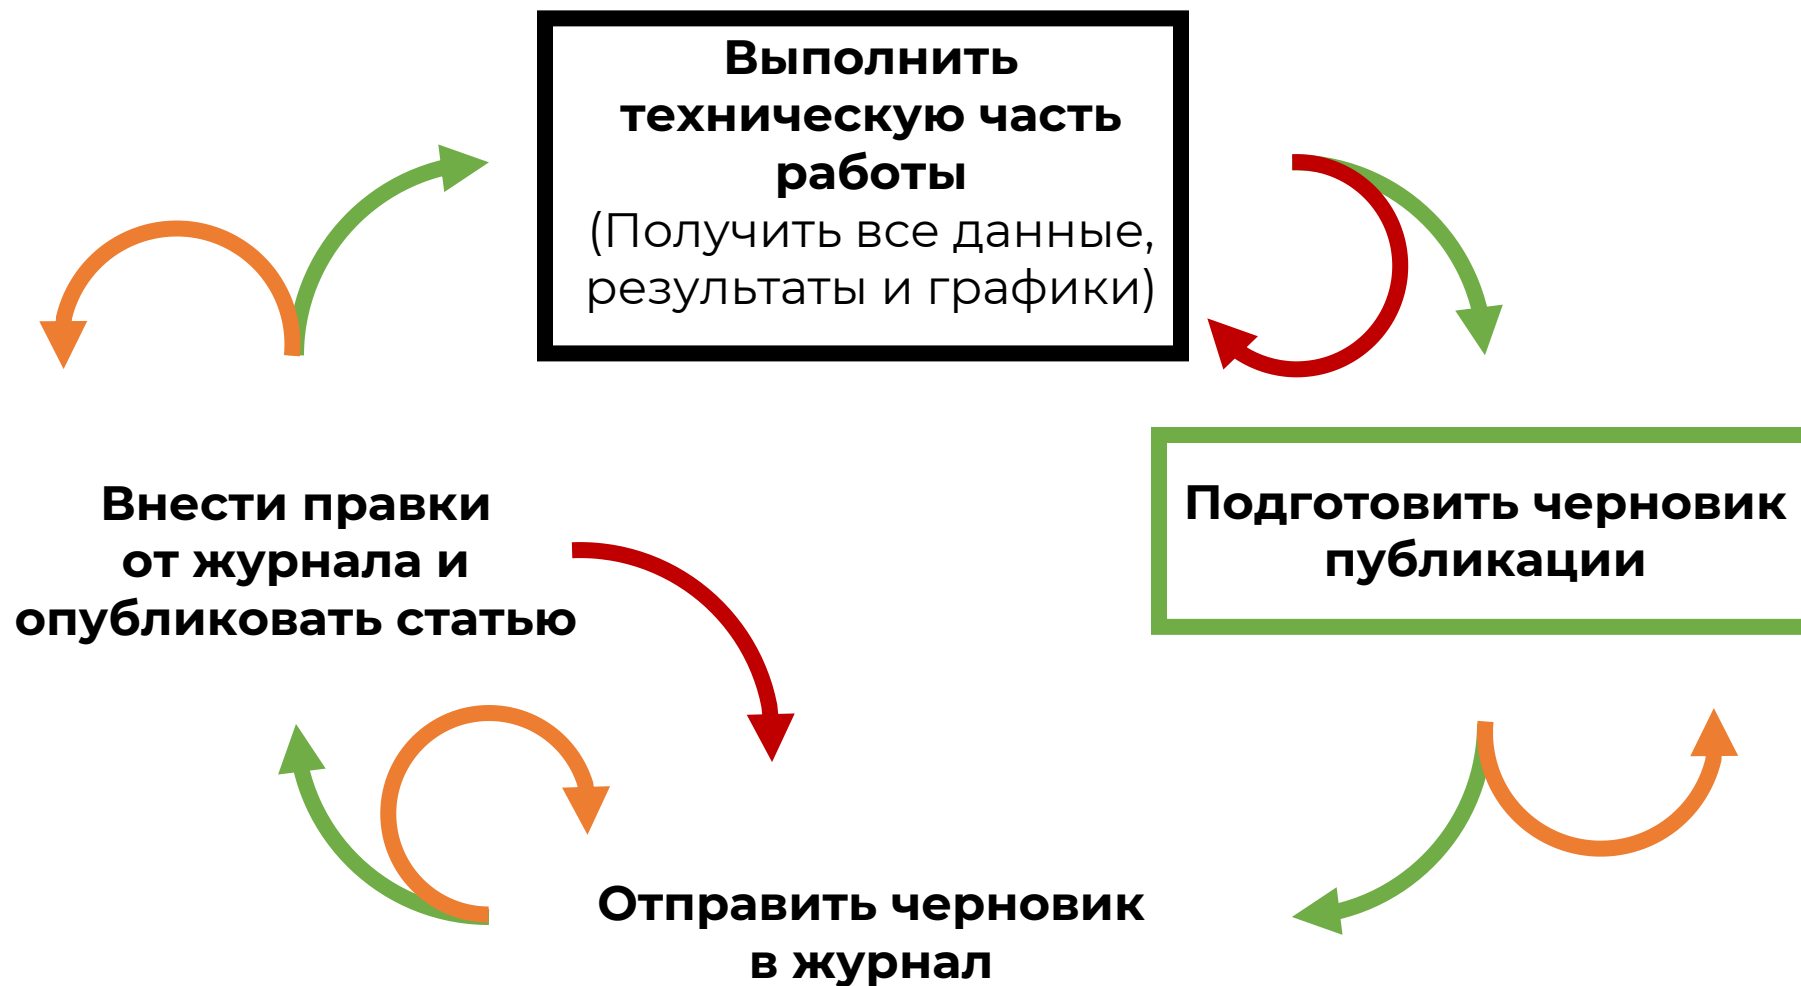 Выполнить
техническую часть
работы
(Получить все данные,
результаты и графики)
Внести правки
от журнала и
опубликовать статью
Подготовить черновик
публикации
Отправить черновик
в журнал